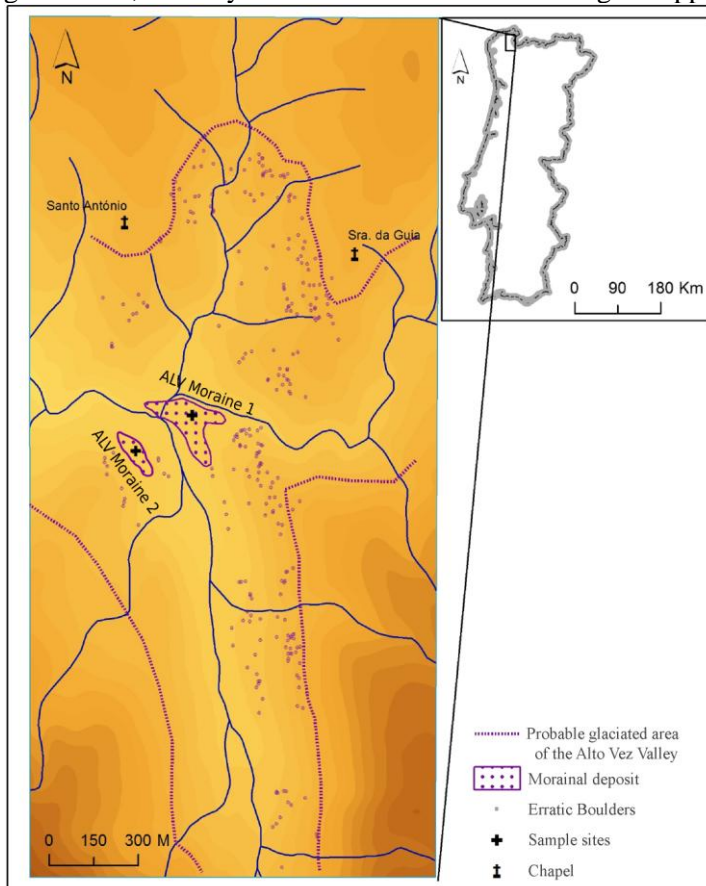 N
N
Santo António
Sra. da Guia
0 90 180 Km
ALV Moraine 1
ALV Moraine 2
Probable glaciated area
of the Alto Vez Valley
Morainal deposit
Erratic Boulders
Sample sites
Chapel
0 150 300 M